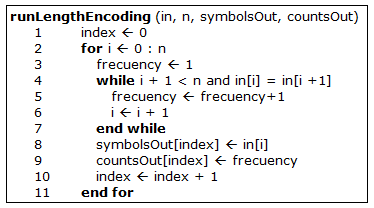 runLengthEncoding (in, n, symbolsOut, countsOut)
1 index ← 0
2 for i ← 0 : n
3 frecuency ← 1
4 while i + 1 < n and in[i] = in[i +1]
5 frecuency ← frecuency+1
6 i ← i + 1
7 end while
8 symbolsOut[index] ← in[i]
9 countsOut[index] ← frecuency
10 index ← index + 1
11 end for